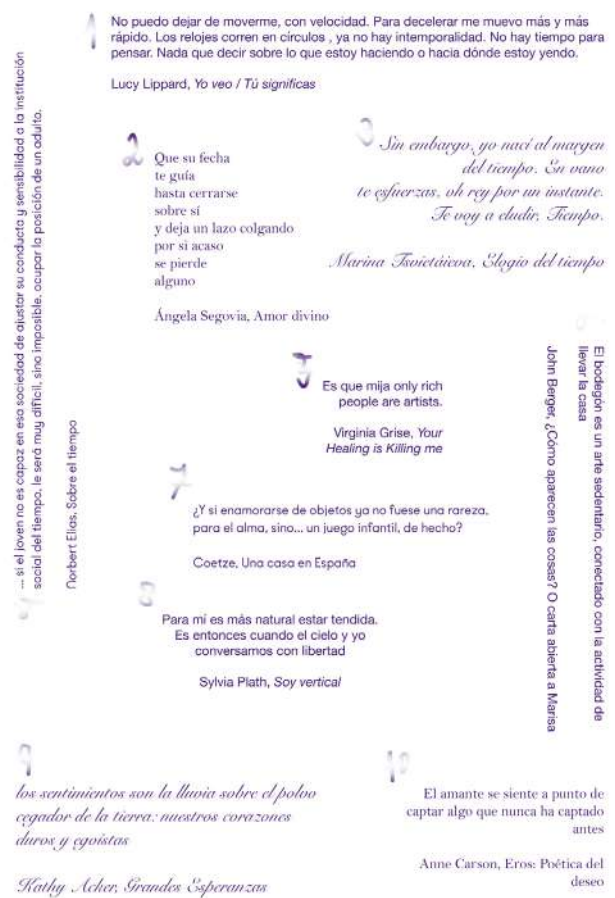 1
No puedo dejar de moverme, con velocidad. Para decelerar me muevo más y más
rápido. Los relojes corren en círculos , ya no hay intemporalidad. No hay tiempo para
pensar. Nada que decir sobre lo que estoy haciendo o hacia dónde estoy yendo.
Lucy Lippard, Yo veo / Tú significas
2
Que su fecha
te guía
hasta cerrarse
sobre sí
y deja un lazo colgando
por si acaso
se pierde
alguno
Ángela Segovia, Amor divino
3
Sin embargo, yo nací al margen
del tiempo. En vano
te esfuerzas, oh rey por un instante.
Te voy a eludir, Tiempo.
Marina Tsvietáieva, Elogio del tiempo
4
... si el joven no es capaz en esa sociedad de ajustar su conducta y sensibilidad a la institución
social del tiempo, le será muy difícil, sino imposible, ocupar la posición de un adulto.
Norbert Elias, Sobre el tiempo
5
Es que mija only rich
people are artists.
Virginia Grise, Your
Healing is Killing me
6
El bodegón es un arte sedentario, conectado con la actividad de
llevar la casa
John Berger, ¿Cómo aparecen las cosas? O carta abierta a Marisa
7
¿Y si enamorarse de objetos ya no fuese una rareza,
para el alma, sino... un juego infantil, de hecho?
Coetze, Una casa en España
8
Para mí es más natural estar tendida.
Es entonces cuando el cielo y yo
conversamos con libertad
Sylvia Plath, Soy vertical
9
los sentimientos son la lluvia sobre el polvo
cegador de la tierra: nuestros corazones
duros y egoístas
Kathy Acker, Grandes Esperanzas
10
El amante se siente a punto de
captar algo que nunca ha captado
antes
Anne Carson, Eros: Poética del
deseo